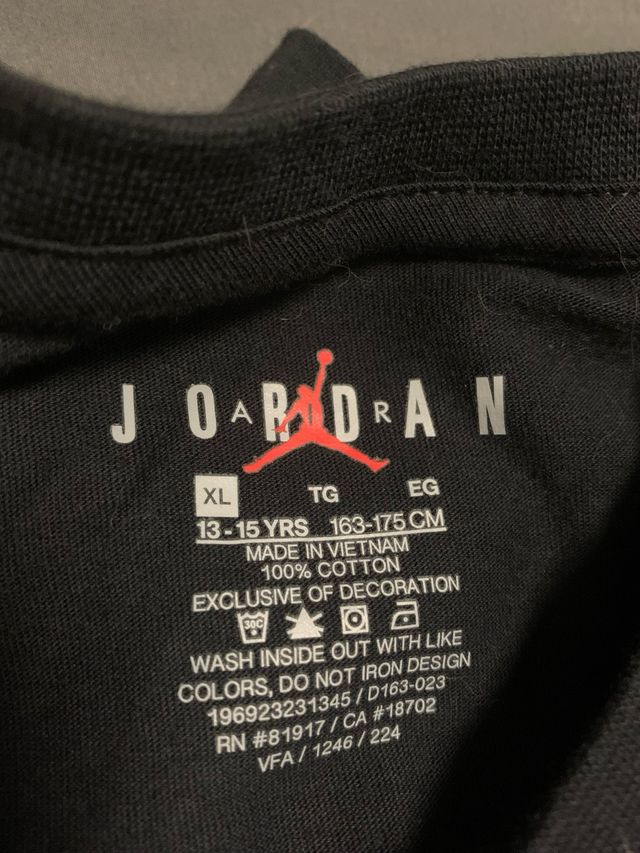 JORDAN
AR
XL TG EG
13-15 YRS 163-175 CM
MADE IN VIETNAM
100% COTTON
EXCLUSIVE OF DECORATION
30C
WASH INSIDE OUT WITH LIKE
COLORS, DO NOT IRON DESIGN
196923231345 / D163-023
RN #81917 / CA #18702
VFA / 1246 / 224